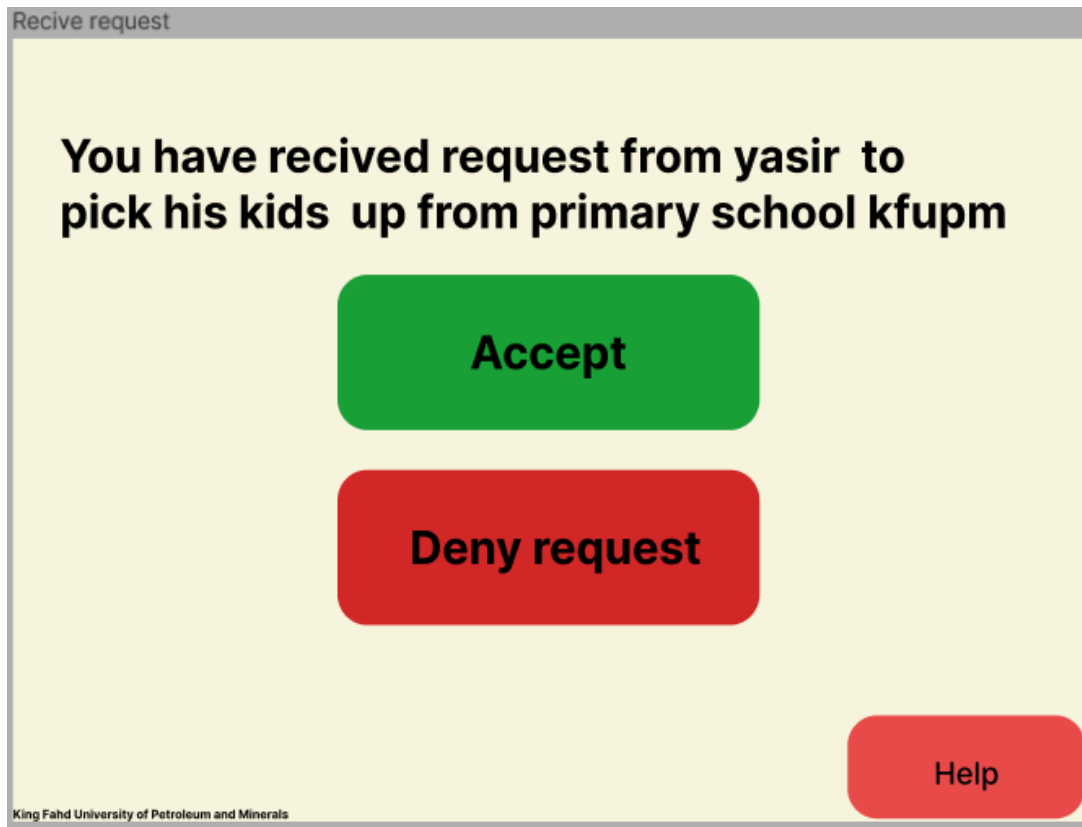 Recive request
You have recived request from yasir to
pick his kids up from primary school kfupm
Accept
Deny request
Help
King Fahd University of Petroleum and Minerals